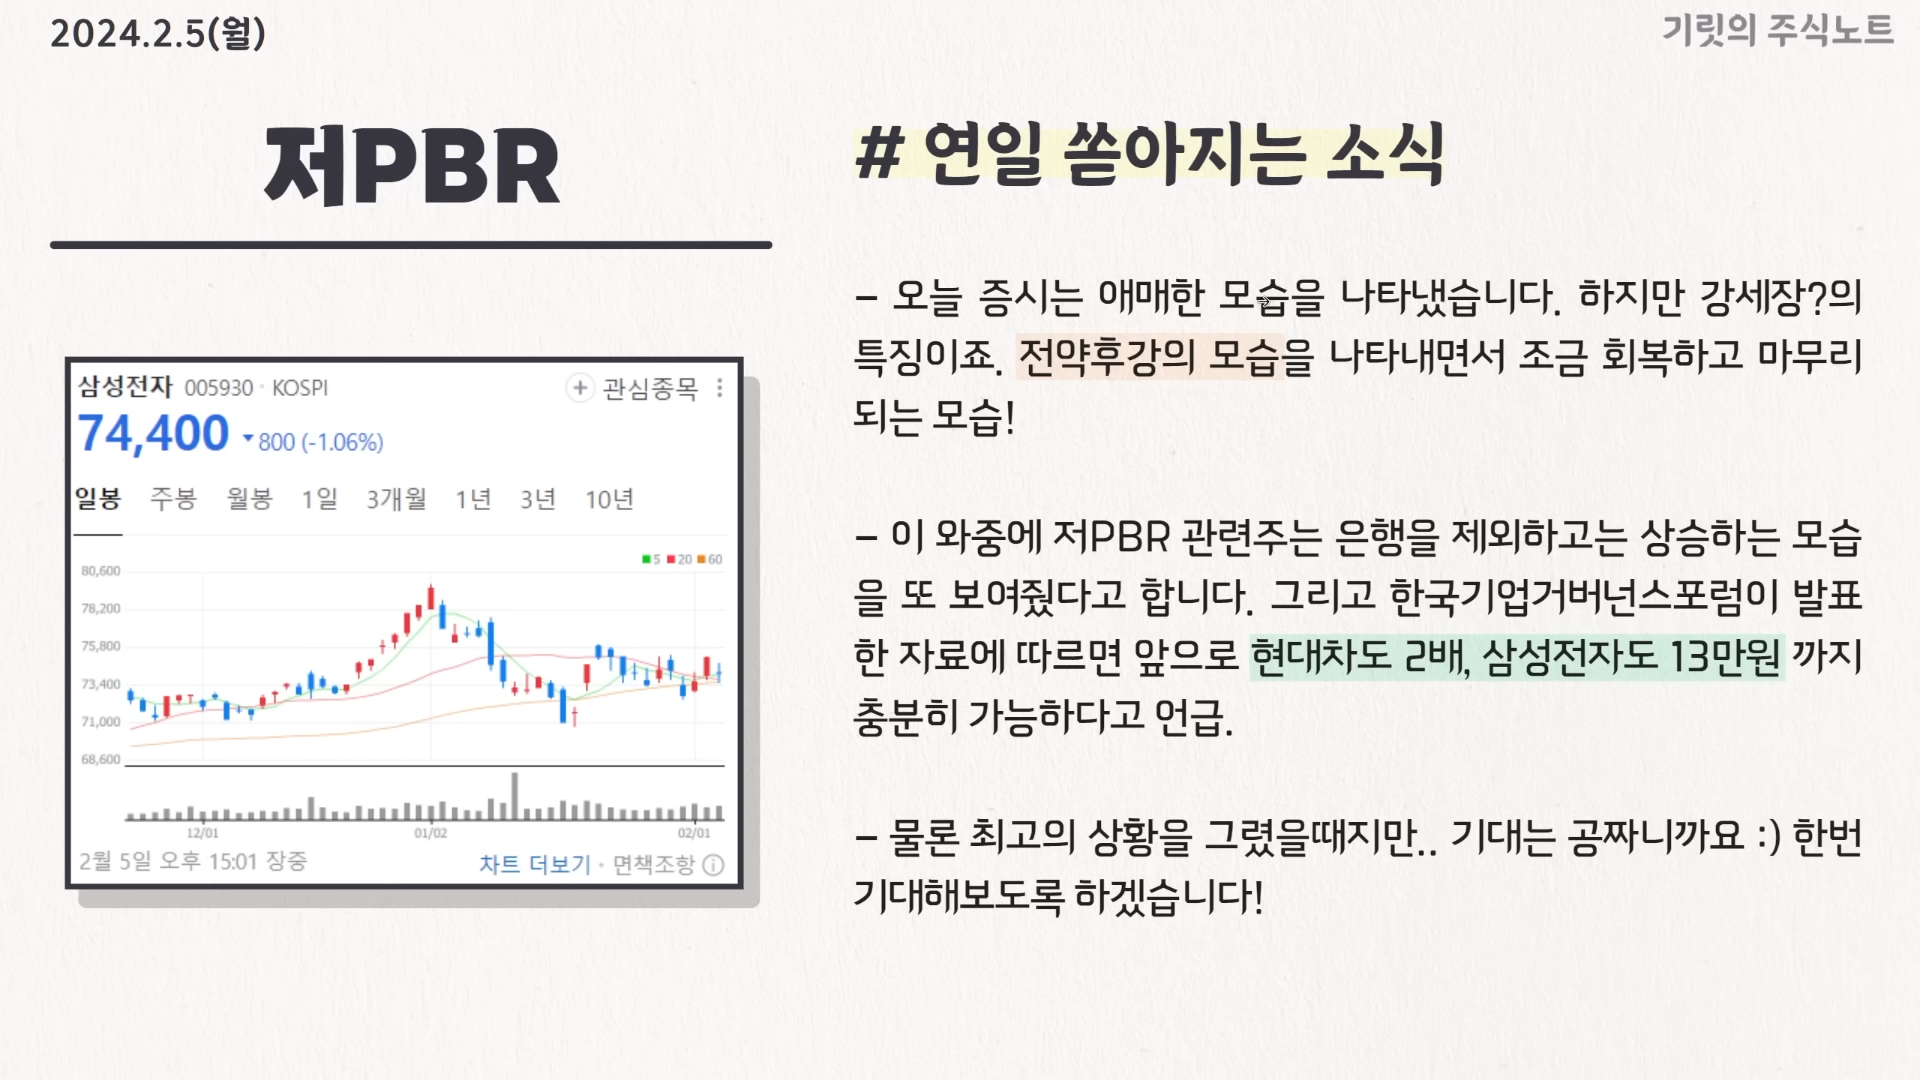 2024.2.5(월)
기릿의 주식노트
저PBR
# 연일 쏟아지는 소식
삼성전자 005930 · KOSPI
+ 관심종목
74,400 ▼800 (-1.06%)
일봉 주봉 월봉 1일 3개월 1년 3년 10년
5 20 60
80,600
78,200
75,800
73,400
71,000
68,600
12/01 01/02 02/01
2월 5일 오후 15:01 장중
차트 더보기 · 면책조항
- 오늘 증시는 애매한 모습을 나타냈습니다. 하지만 강세장?의
특징이죠. 전약후강의 모습을 나타내면서 조금 회복하고 마무리
되는 모습!
- 이 와중에 저PBR 관련주는 은행을 제외하고는 상승하는 모습
을 또 보여줬다고 합니다. 그리고 한국기업거버넌스포럼이 발표
한 자료에 따르면 앞으로 현대차도 2배, 삼성전자도 13만원 까지
충분히 가능하다고 언급.
- 물론 최고의 상황을 그렸을때지만.. 기대는 공짜니까요 :) 한번
기대해보도록 하겠습니다!